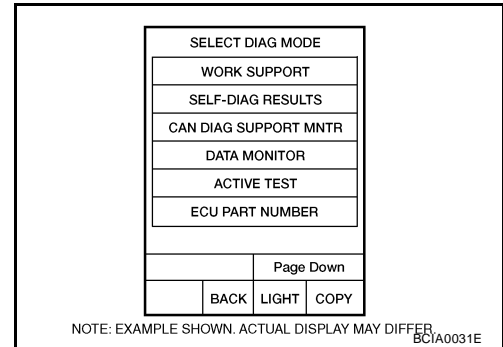 SELECT DIAG MODE
WORK SUPPORT
SELF-DIAG RESULTS
CAN DIAG SUPPORT MNTR
DATA MONITOR
ACTIVE TEST
ECU PART NUMBER
Page Down
BACK LIGHT COPY
NOTE: EXAMPLE SHOWN. ACTUAL DISPLAY MAY DIFFER.
BCIA0031E